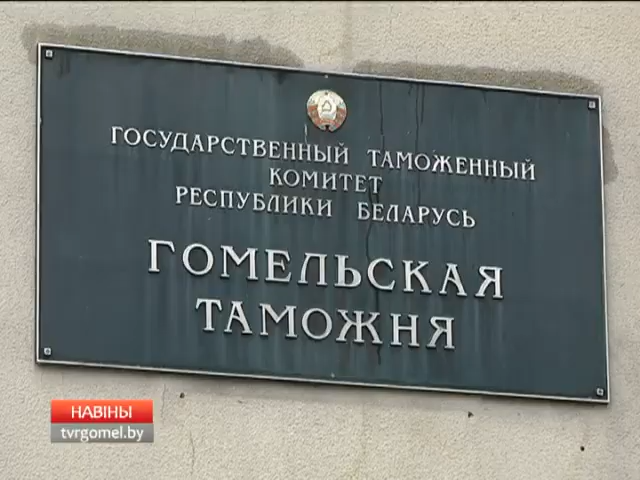 ГОСУДАРСТВЕННЫЙ ТАМОЖЕННЫЙ
КОМИТЕТ
РЕСПУБЛИКИ БЕЛАРУСЬ
ГОМЕЛЬСКАЯ
ТАМОЖНЯ
НАВІНЫ
tvrgomel.by